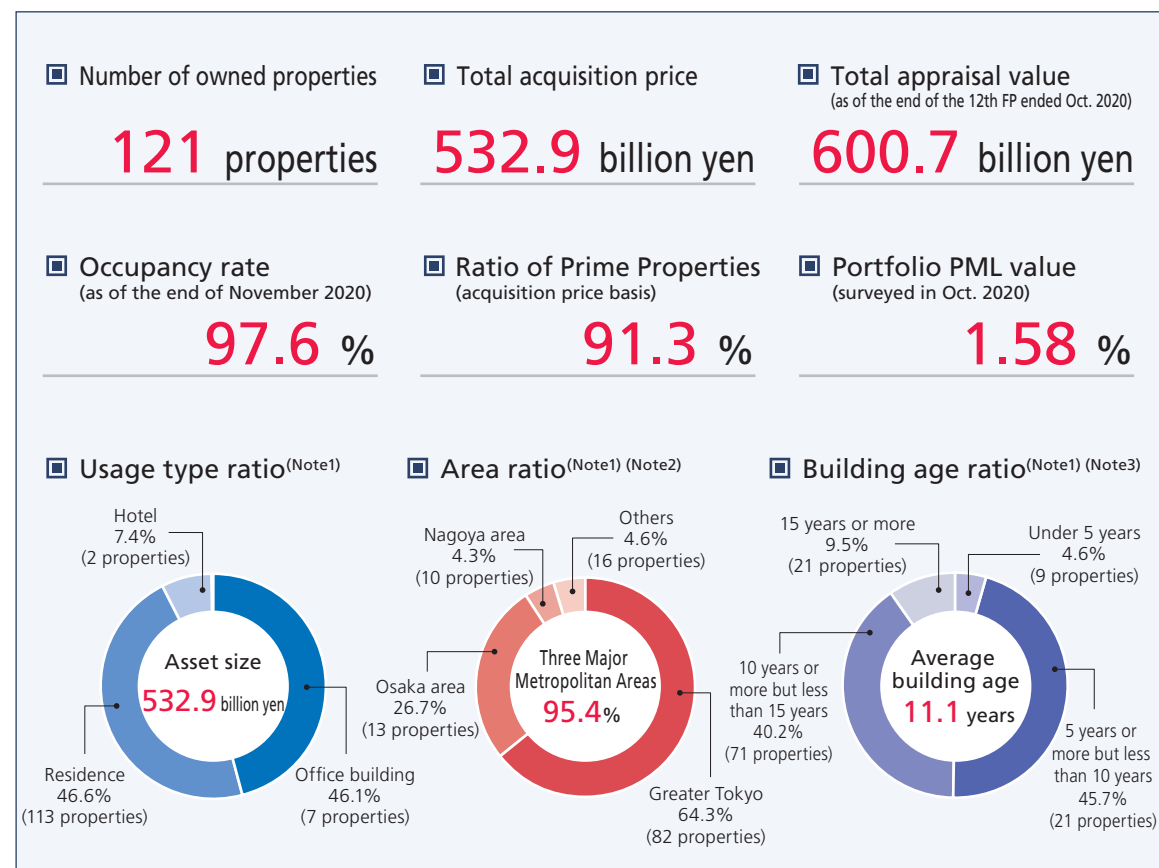 Number of owned properties
121 properties
Total acquisition price
532.9 billion yen
Total appraisal value
(as of the end of the 12th FP ended Oct. 2020)
600.7 billion yen
Occupancy rate
(as of the end of November 2020)
97.6 %
Ratio of Prime Properties
(acquisition price basis)
91.3 %
Portfolio PML value
(surveyed in Oct. 2020)
1.58 %
Usage type ratio(Note1)
Hotel
7.4%
(2 properties)
Asset size
532.9 billion yen
Residence
46.6%
(113 properties)
Office building
46.1%
(7 properties)
Area ratio(Note1) (Note2)
Nagoya area
4.3%
(10 properties)
Others
4.6%
(16 properties)
Three Major
Metropolitan Areas
95.4%
Osaka area
26.7%
(13 properties)
Greater Tokyo
64.3%
(82 properties)
Building age ratio(Note1) (Note3)
15 years or more
9.5%
(21 properties)
Under 5 years
4.6%
(9 properties)
Average
building age
11.1 years
10 years or
more but less
than 15 years
40.2%
(71 properties)
5 years or
more but less
than 10 years
45.7%
(21 properties)